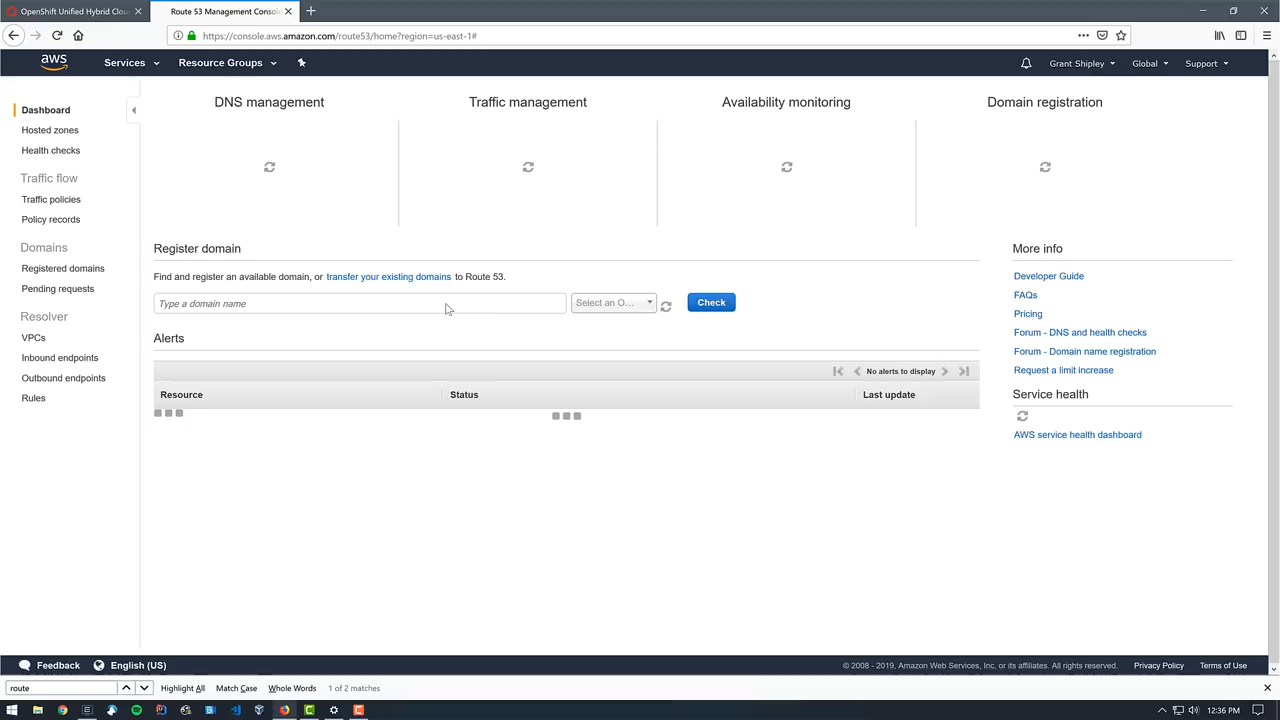 OpenShift Unified Hybrid Cloud
Route 53 Management Consol
https://console.aws.amazon.com/route53/home?region=us-east-1#
aws
Services
Resource Groups
Grant Shipley
Global
Support
Dashboard
Hosted zones
Health checks
Traffic flow
Traffic policies
Policy records
Domains
Registered domains
Pending requests
Resolver
VPCs
Inbound endpoints
Outbound endpoints
Rules
DNS management
Traffic management
Availability monitoring
Domain registration
Register domain
Find and register an available domain, or transfer your existing domains to Route 53.
Type a domain name
Select an O...
Check
Alerts
No alerts to display
Resource
Status
Last update
More info
Developer Guide
FAQs
Pricing
Forum - DNS and health checks
Forum - Domain name registration
Request a limit increase
Service health
AWS service health dashboard
Feedback
English (US)
© 2008 - 2019, Amazon Web Services, Inc. or its affiliates. All rights reserved.
Privacy Policy
Terms of Use
route
Highlight All
Match Case
Whole Words
1 of 2 matches
12:36 PM